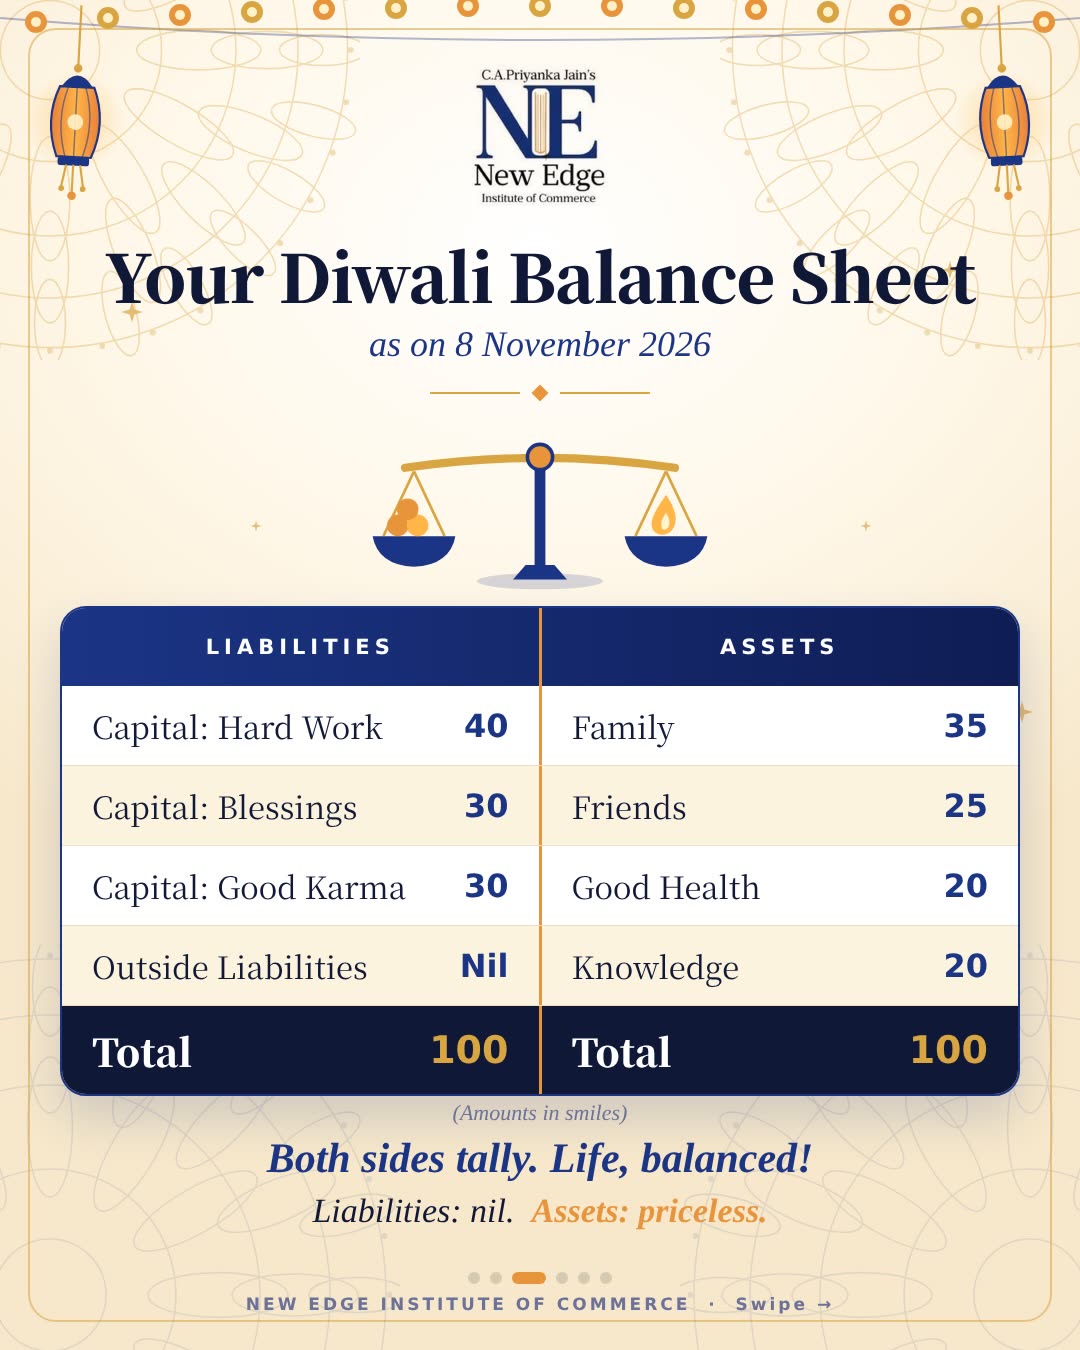 C.A.Priyanka Jain's
NE
New Edge
Institute of Commerce
Your Diwali Balance Sheet
as on 8 November 2026
LIABILITIES ASSETS
Capital: Hard Work 40 Family 35
Capital: Blessings 30 Friends 25
Capital: Good Karma 30 Good Health 20
Outside Liabilities Nil Knowledge 20
Total 100 Total 100
(Amounts in smiles)
Both sides tally. Life, balanced!
Liabilities: nil. Assets: priceless.
NEW EDGE INSTITUTE OF COMMERCE · Swipe →